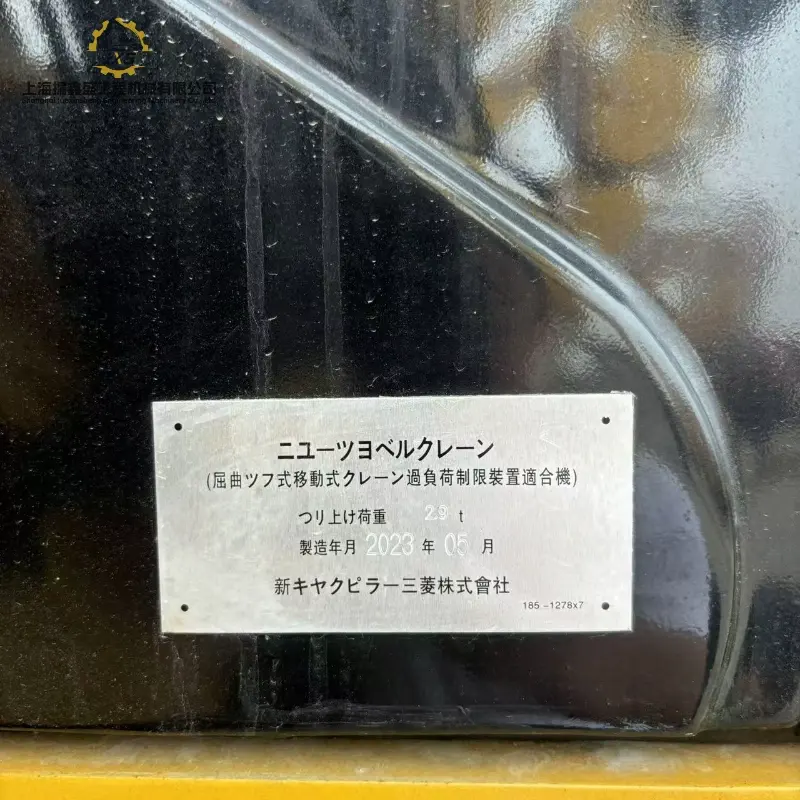 ニユーツヨベルクレーン
(屈曲ツフ式移動式クレーン過負荷制限装置適合機)
つり上げ荷重 2.9 t
製造年月 2023 年 05 月
新キヤクピラー三菱株式會社
185-1278x7